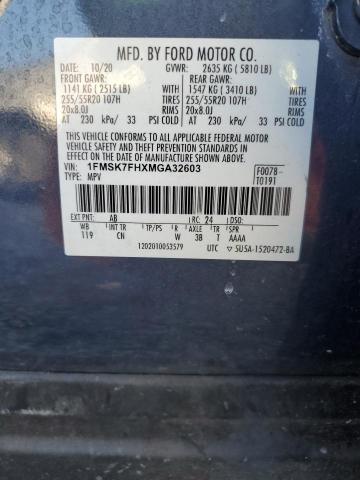 MFD. BY FORD MOTOR CO.
10/20 GVWR: 2635 KG ( 5810 LB)
FRONT GAWR: REAR GAWR:
1141 KG ( 2515 LB) WITH 1547 KG ( 3410 LB) WITH
255/55R20 107H TIRES 255/55R20 107H TIRES
20x8.0J RIMS 20x8.0J RIMS
AT 230 kPa/ 33 PSI COLD AT 230 kPa/ 33 PSI COLD
THIS VEHICLE CONFORMS TO ALL APPLICABLE FEDERAL MOTOR
VEHICLE SAFETY, BUMPER, AND THEFT PREVENTION STANDARDS
IN EFFECT ON THE DATE OF MANUFACTURE SHOWN ABOVE.
VIN: 1FMSK7FHXMGA32603
TYPE: MPV
F0078-
T0191
EXT PNT: AB RC: 24 DSO:
WB INT TR TP/PS R AXLE TR SPR
119 CN W 3B T AAAA
1202010053579 UTC 5U5A-1520472-BA